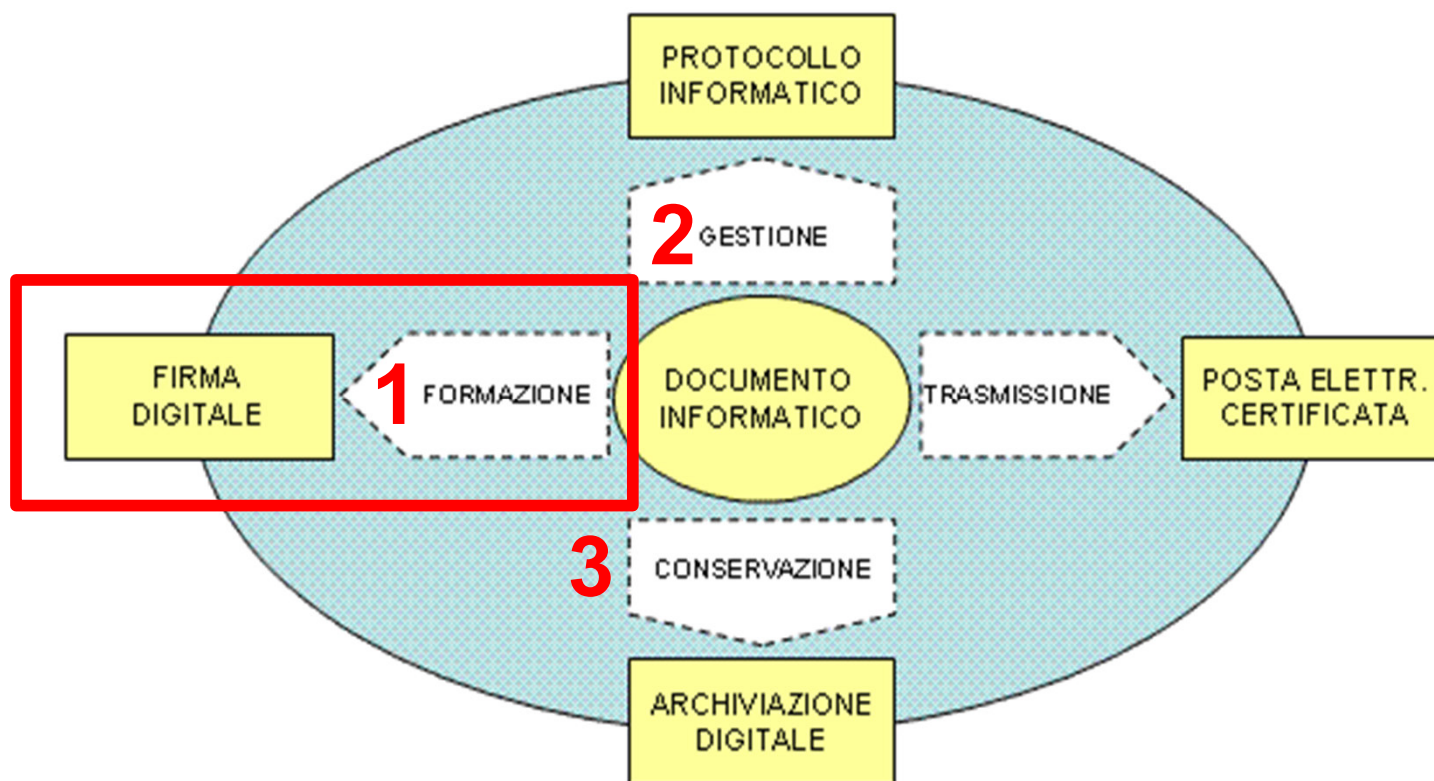 PROTOCOLLO
INFORMATICO
2 GESTIONE
FIRMA
DIGITALE
1 FORMAZIONE
DOCUMENTO
INFORMATICO
TRASMISSIONE
POSTA ELETTR.
CERTIFICATA
3 CONSERVAZIONE
ARCHIVIAZIONE
DIGITALE